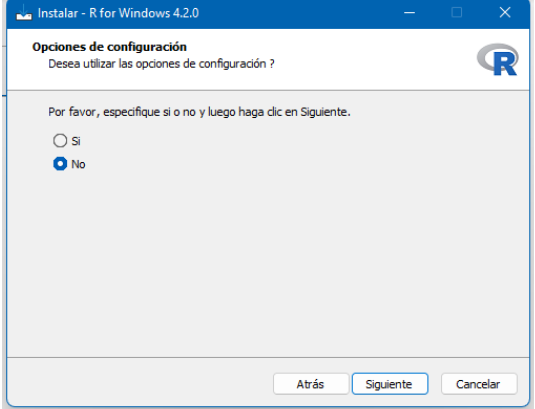 Instalar - R for Windows 4.2.0
Opciones de configuración
Desea utilizar las opciones de configuración ?
R
Por favor, especifique si o no y luego haga clic en Siguiente.
Si
No
Atrás Siguiente Cancelar